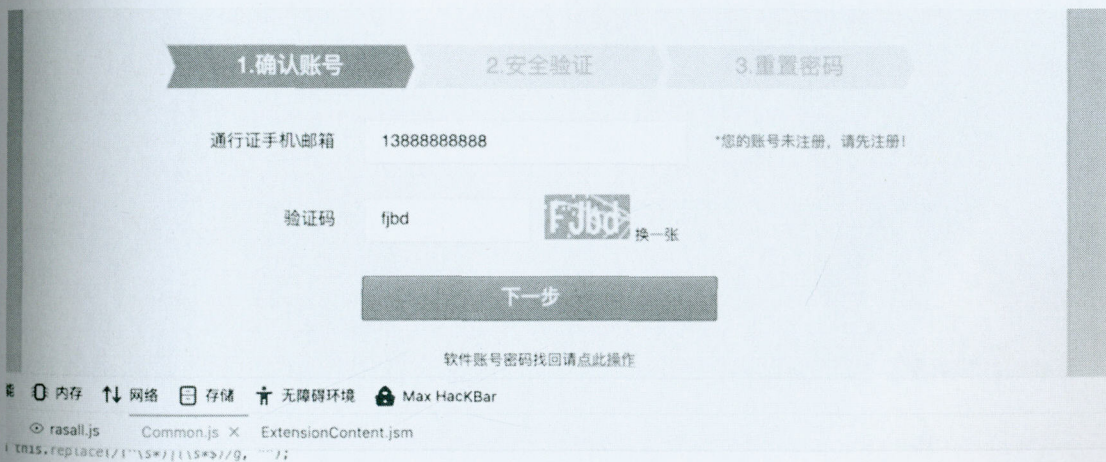 1.确认账号 2.安全验证 3.重置密码
通行证手机\邮箱 13888888888 *您的账号未注册，请先注册!
验证码 fjbd FJbd 换一张
下一步
软件账号密码找回请点此操作
能 内存 网络 存储 无障碍环境 Max HacKBar
rasall.js Common.js × ExtensionContent.jsm